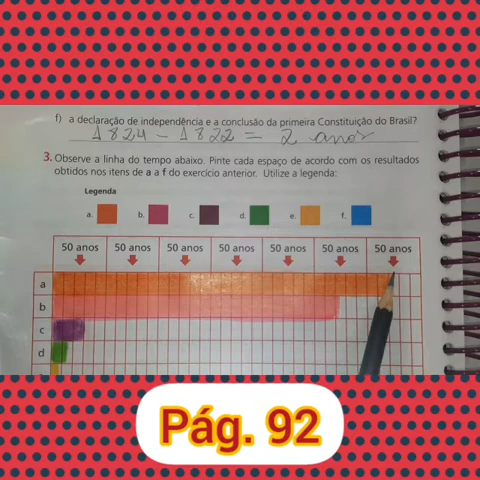 f) a declaração de independência e a conclusão da primeira Constituição do Brasil?
1824 - 1822 = 2 anos
3. Observe a linha do tempo abaixo. Pinte cada espaço de acordo com os resultados
obtidos nos itens de a a f do exercício anterior. Utilize a legenda:
Legenda
a. b. c. d. e. f.
50 anos 50 anos 50 anos 50 anos 50 anos 50 anos 50 anos
a
b
c
d
Pág. 92